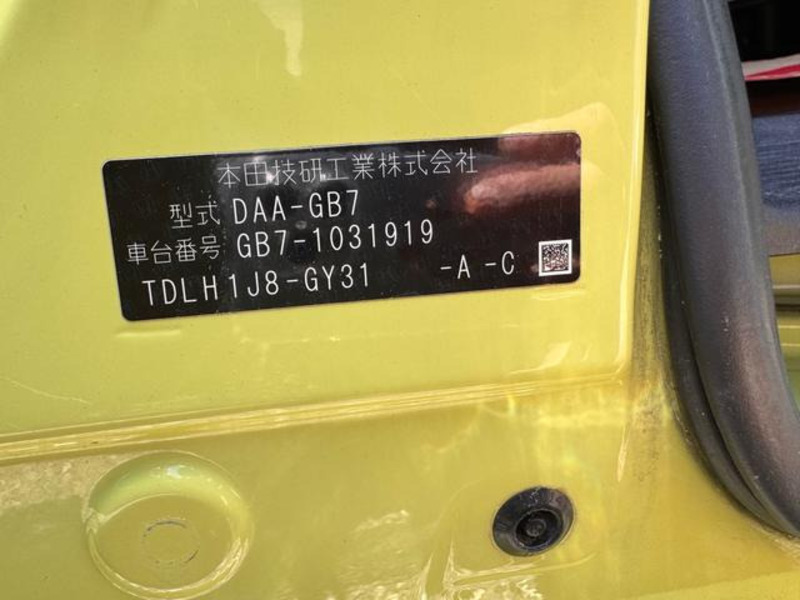 本田技研工業株式会社
型式 DAA-GB7
車台番号 GB7-1031919
TDLH1J8-GY31 -A -C